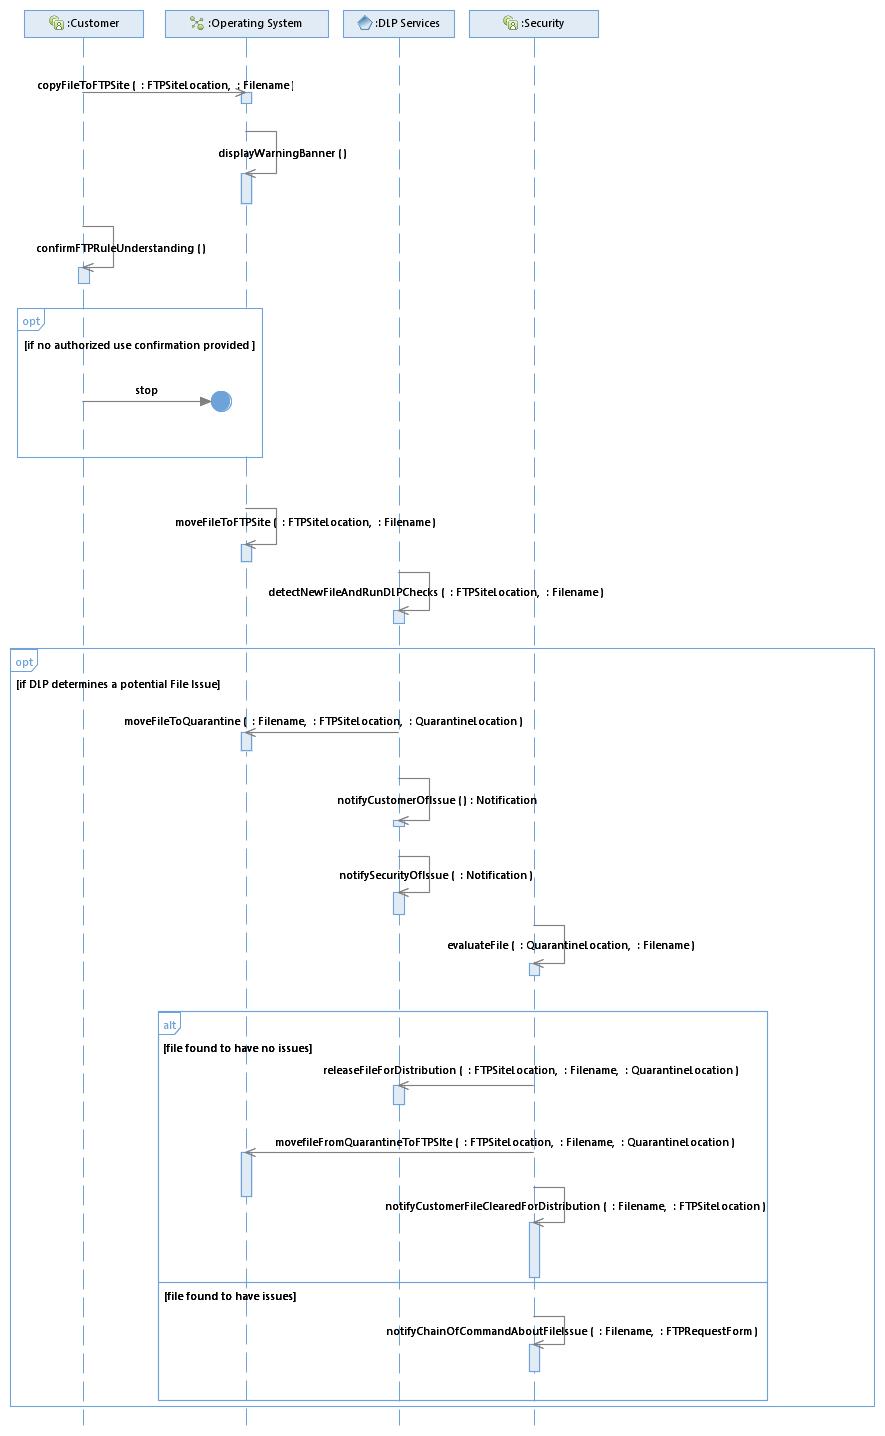 :Customer :Operating System :DLP Services :Security
copyFileToFTPSite ( : FTPSiteLocation, : Filename )
displayWarningBanner ( )
confirmFTPRuleUnderstanding ( )
opt
[if no authorized use confirmation provided ]
stop
moveFileToFTPSite ( : FTPSiteLocation, : Filename )
detectNewFileAndRunDLPChecks ( : FTPSiteLocation, : Filename )
opt
[if DLP determines a potential File Issue]
moveFileToQuarantine ( : Filename, : FTPSiteLocation, : QuarantineLocation )
notifyCustomerOfIssue ( ) : Notification
notifySecurityOfIssue ( : Notification )
evaluateFile ( : QuarantineLocation, : Filename )
alt
[file found to have no issues]
releaseFileForDistribution ( : FTPSiteLocation, : Filename, : QuarantineLocation )
movefileFromQuarantineToFTPSIte ( : FTPSiteLocation, : Filename, : QuarantineLocation )
notifyCustomerFileClearedForDistribution ( : Filename, : FTPSiteLocation )
[file found to have issues]
notifyChainOfCommandAboutFileIssue ( : Filename, : FTPRequestForm )